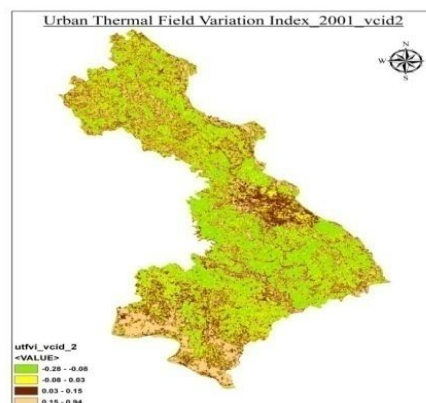 Urban Thermal Field Variation Index_2001_vcid2
N
W E
S
utfvi_vcid_2
<VALUE>
-0.28 - -0.08
-0.08 - 0.03
0.03 - 0.15
0.15 - 0.94